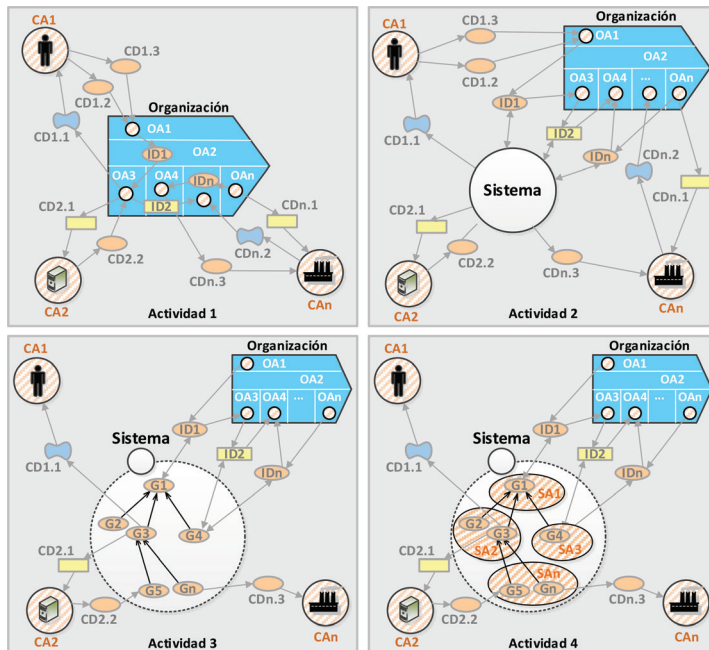 CA1
CD1.3
CD1.2
Organización
OA1
CD1.1
ID1
OA2
OA3
OA4
IDn
OAn
CD2.1
ID2
CDn.1
CDn.2
CD2.2
CDn.3
CA2
CAn
Actividad 1
CA1
CD1.3
Organización
OA1
CD1.2
OA2
OA3
OA4
...
OAn
ID1
CD1.1
ID2
IDn
CDn.2
Sistema
CDn.1
CD2.1
CD2.2
CDn.3
CA2
CAn
Actividad 2
CA1
Organización
OA1
OA2
OA3
OA4
...
OAn
ID1
Sistema
CD1.1
ID2
IDn
G1
G2
G3
G4
CD2.1
G5
Gn
CDn.3
CD2.2
CA2
CAn
Actividad 3
CA1
Organización
OA1
OA2
OA3
OA4
...
OAn
ID1
Sistema
CD1.1
ID2
IDn
G1
SA1
G2
G3
G4
SA2
SA3
CD2.1
SAn
G5
Gn
CDn.3
CD2.2
CA2
CAn
Actividad 4